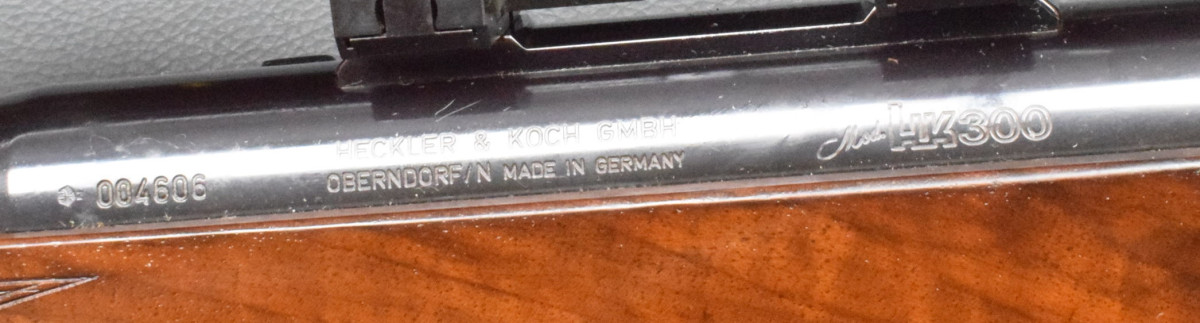 004606
HECKLER & KOCH GMBH
OBERNDORF/N MADE IN GERMANY
Mod. HK300